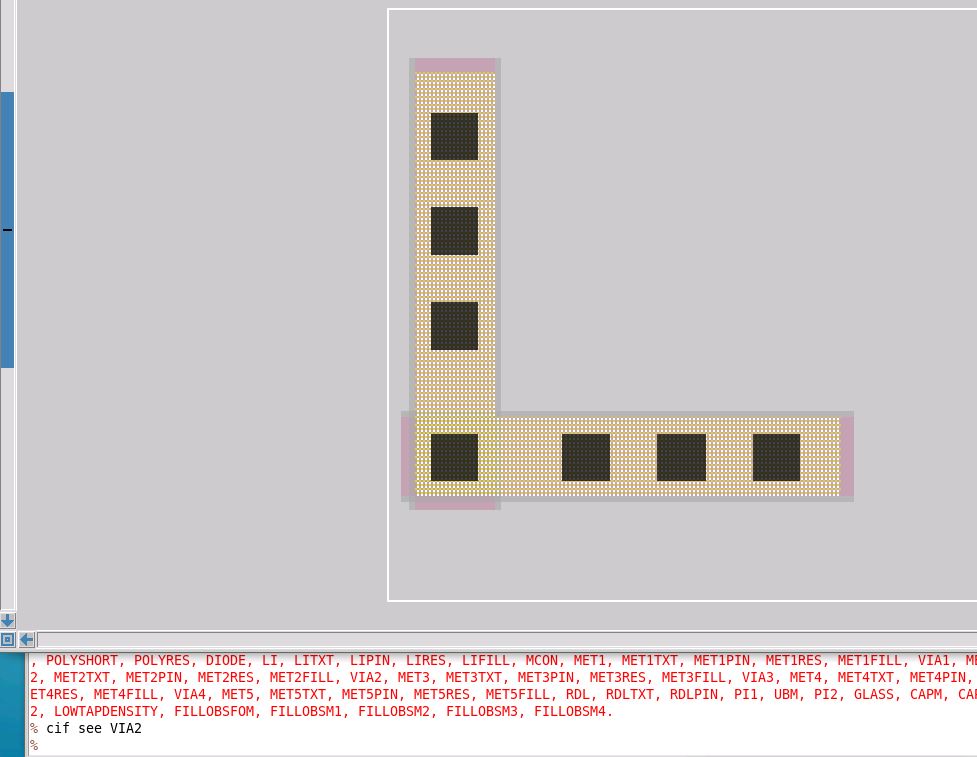 , POLYSHORT, POLYRES, DIODE, LI, LITXT, LIPIN, LIRES, LIFILL, MCON, MET1, MET1TXT, MET1PIN, MET1RES, MET1FILL, VIA1, ME
2, MET2TXT, MET2PIN, MET2RES, MET2FILL, VIA2, MET3, MET3TXT, MET3PIN, MET3RES, MET3FILL, VIA3, MET4, MET4TXT, MET4PIN,
ET4RES, MET4FILL, VIA4, MET5, MET5TXT, MET5PIN, MET5RES, MET5FILL, RDL, RDLTXT, RDLPIN, PI1, UBM, PI2, GLASS, CAPM, CAP
2, LOWTAPDENSITY, FILLOBSFOM, FILLOBSM1, FILLOBSM2, FILLOBSM3, FILLOBSM4.
% cif see VIA2
%